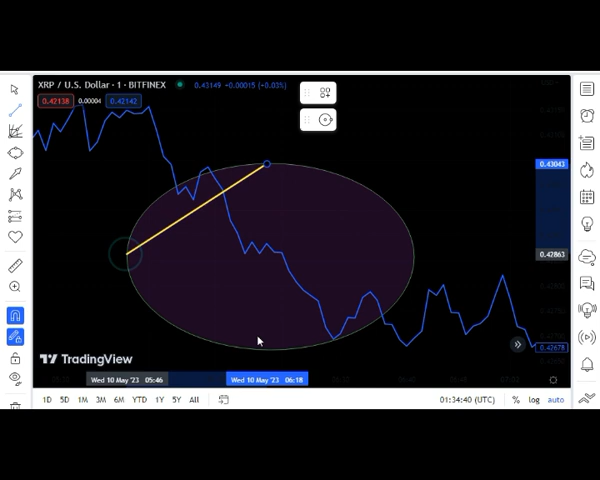 XRP / U.S. Dollar · 1 · BITFINEX 0.43149 -0.00015 (+0.03%)
0.42138 0.00004 0.42142
0.43043
0.42863
0.42678
TradingView
Wed 10 May '23 05:46 Wed 10 May '23 06:18
1D 5D 1M 3M 6M YTD 1Y 5Y All 01:34:40 (UTC) % log auto